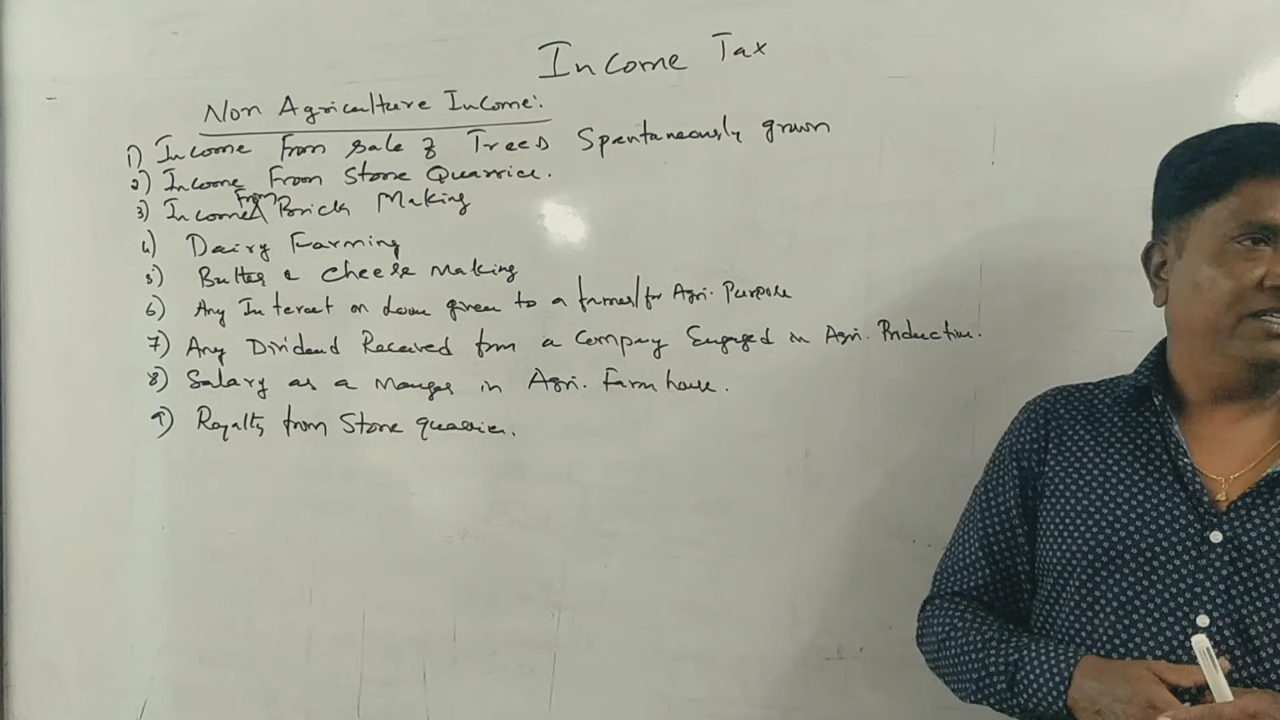 Income Tax
Non Agriculture Income:
1) Income From Sale of Trees Spontaneously grown
2) Income From Stone Quarries.
3) Income From Brick Making
4) Dairy Farming
5) Butter & Cheese Making
6) Any Interest on Loan given to a farmer/for Agri. Purpose
7) Any Dividend Received from a Company Engaged in Agri. Production.
8) Salary as a Manager in Agri. Farm house.
9) Royalty from Stone quarries.